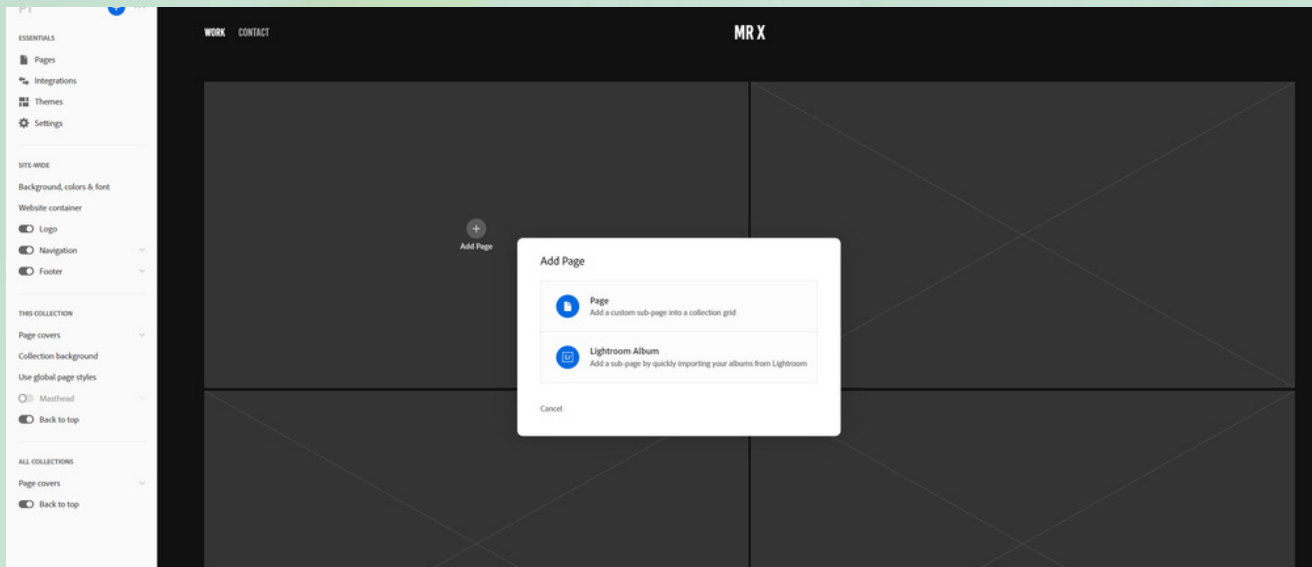 ESSENTIALS
Pages
Integrations
Themes
Settings
SITE-WIDE
Background, colors & font
Website container
Logo
Navigation
Footer
THIS COLLECTION
Page covers
Collection background
Use global page styles
Masthead
Back to top
ALL COLLECTIONS
Page covers
Back to top
WORK CONTACT
MR X
Add Page
Add Page
Page
Add a custom sub-page into a collection grid
Lr
Lightroom Album
Add a sub-page by quickly importing your albums from Lightroom
Cancel